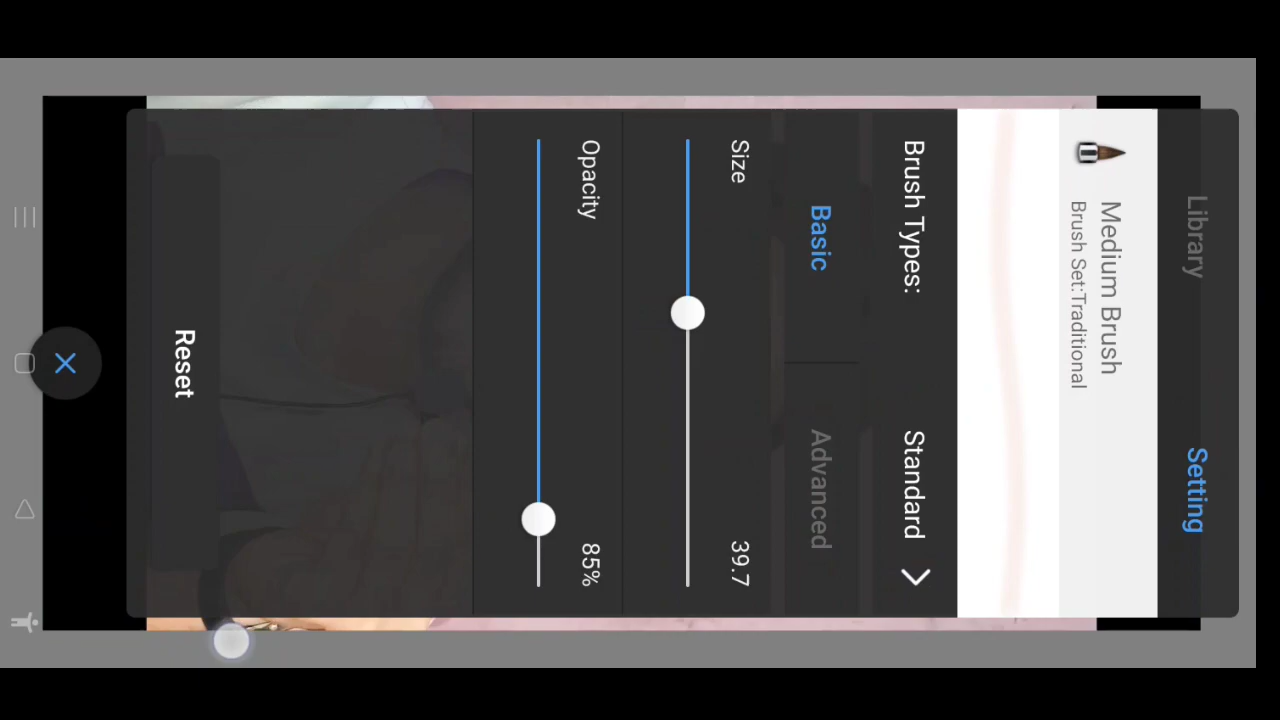 Library
Setting
Medium Brush
Brush Set:Traditional
Brush Types:
Standard
Basic
Advanced
Size
39.7
Opacity
85%
Reset